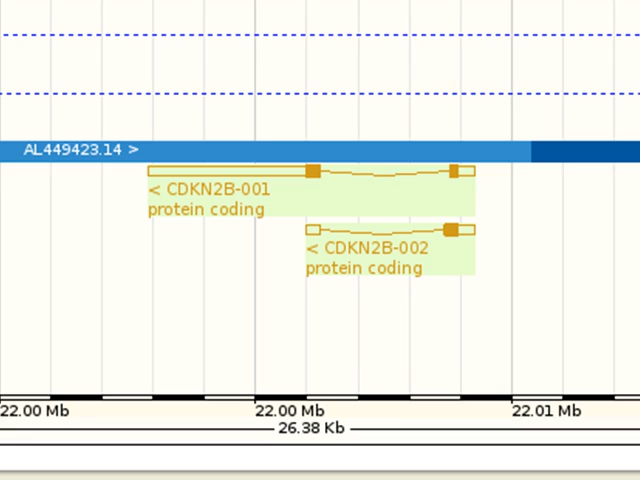 AL449423.14 >
< CDKN2B-001
protein coding
< CDKN2B-002
protein coding
22.00 Mb 22.00 Mb 22.01 Mb
26.38 Kb